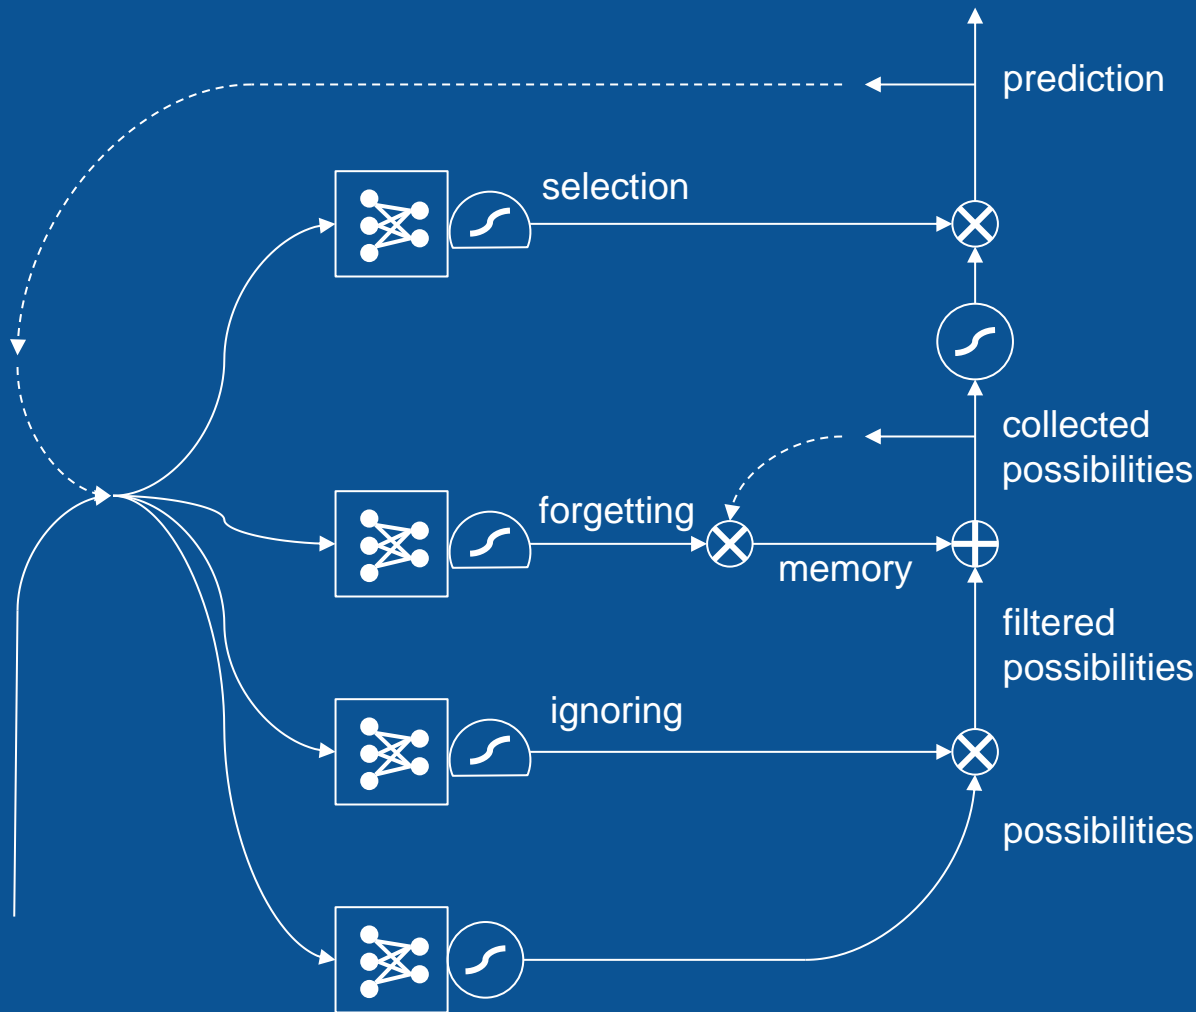 prediction
selection
collected
possibilities
forgetting
memory
filtered
possibilities
ignoring
possibilities